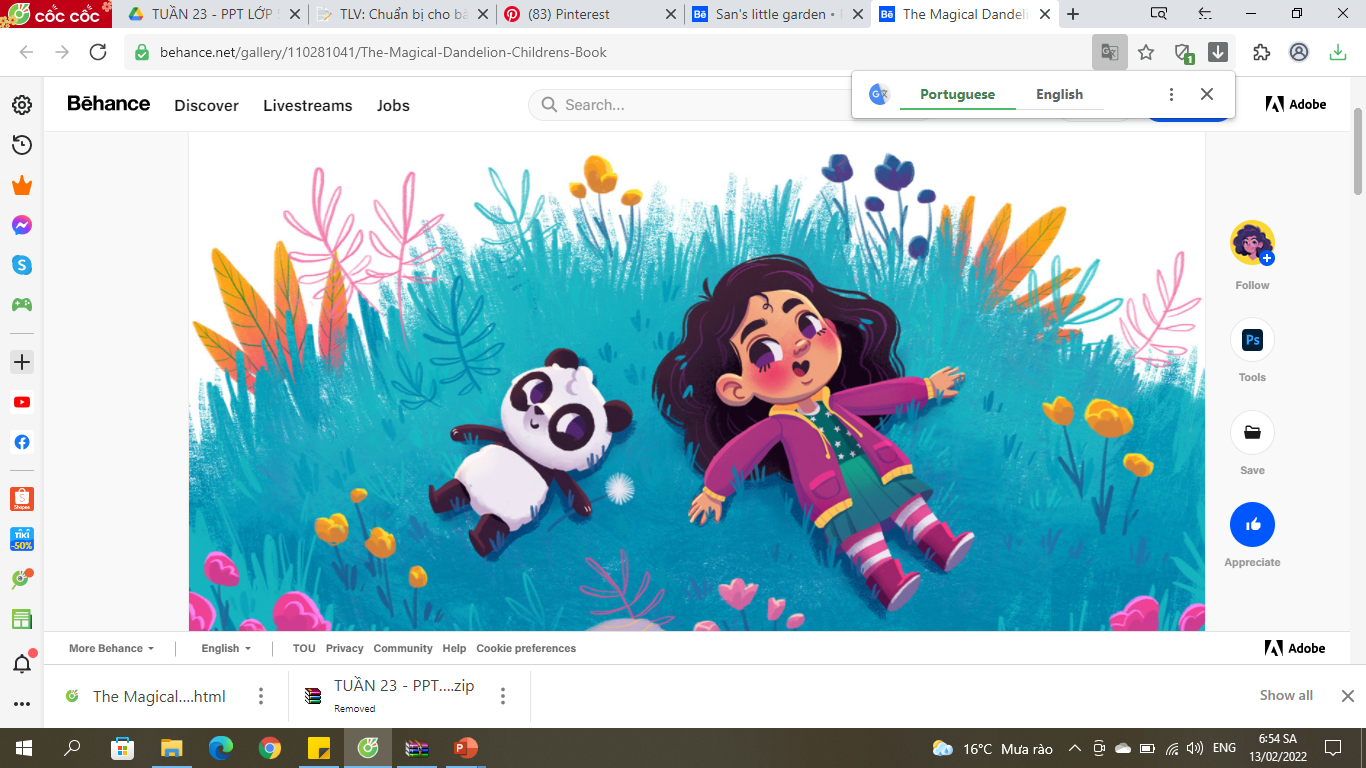 cốc cốc
TUẦN 23 - PPT LỚP
TLV: Chuẩn bị cho bà
(83) Pinterest
San's little garden •
The Magical Dandeli
behance.net/gallery/110281041/The-Magical-Dandelion-Childrens-Book
Portuguese
English
Bēhance
Discover
Livestreams
Jobs
Search...
Adobe
Follow
Ps
Tools
Save
Appreciate
More Behance
English
TOU
Privacy
Community
Help
Cookie preferences
Adobe
The Magical....html
TUẦN 23 - PPT....zip
Removed
Show all
16°C Mưa rào
ENG
6:54 SA
13/02/2022